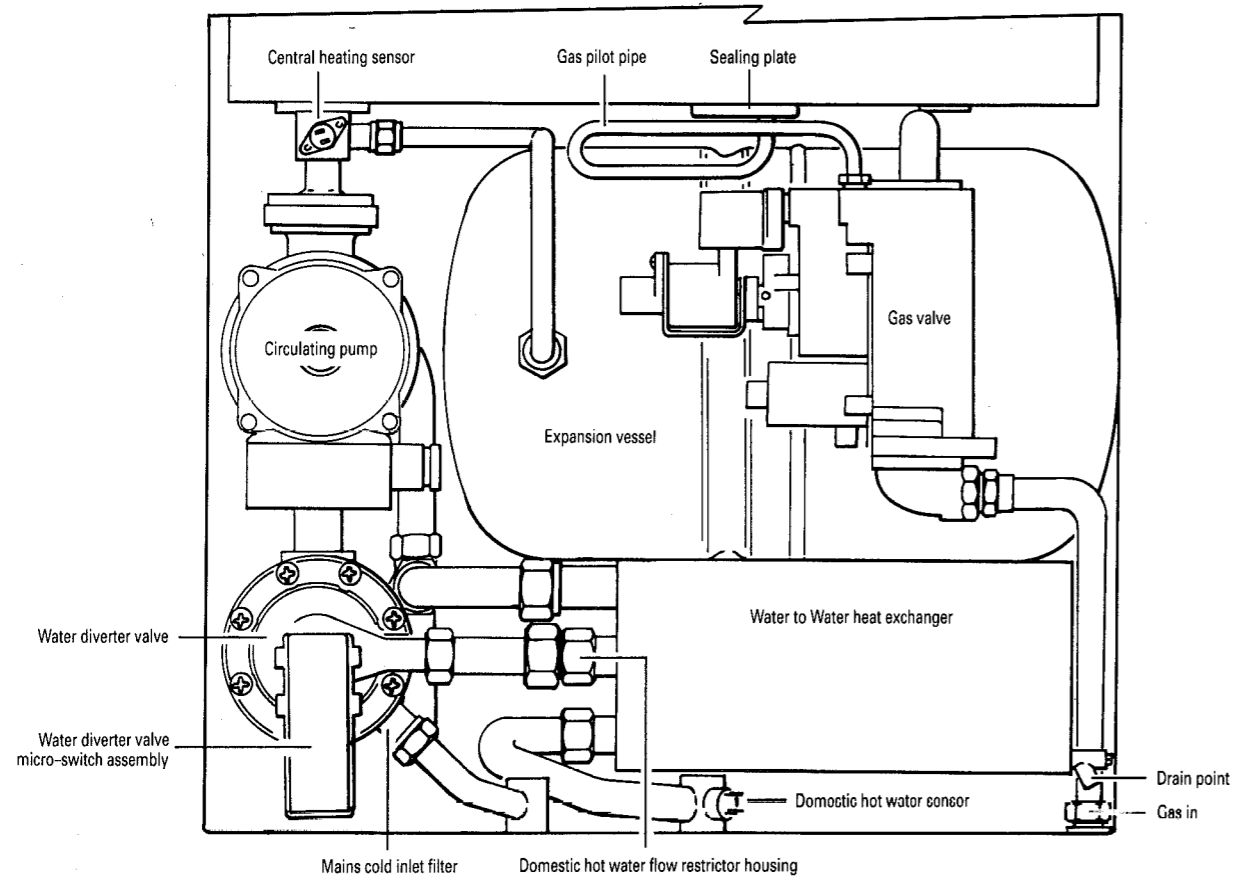 Central heating sensor
Gas pilot pipe
Sealing plate
Gas valve
Circulating pump
Expansion vessel
Water to Water heat exchanger
Water diverter valve
Water diverter valve
micro-switch assembly
Drain point
Domestic hot water sensor
Gas in
Mains cold inlet filter
Domestic hot water flow restrictor housing